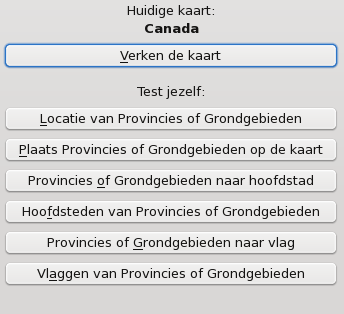 Huidige kaart:
Canada
Verken de kaart
Test jezelf:
Locatie van Provincies of Grondgebieden
Plaats Provincies of Grondgebieden op de kaart
Provincies of Grondgebieden naar hoofdstad
Hoofdsteden van Provincies of Grondgebieden
Provincies of Grondgebieden naar vlag
Vlaggen van Provincies of Grondgebieden